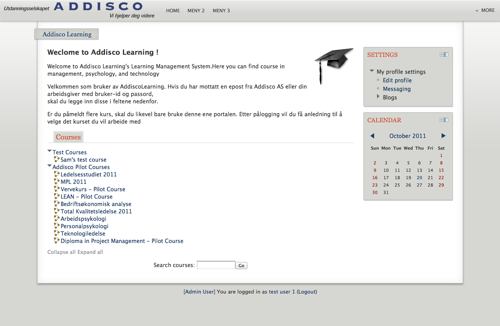 Utdanningsselskapet ADDISCO
Vi hjelper deg videre
HOME MENY 2 MENY 3
MORE
Addisco Learning
Welcome to Addisco Learning !
Welcome to Addisco Learning's Learning Management System.Here you can find course in
management, psychology, and technology
Velkommen som bruker av AddiscoLearning. Hvis du har mottatt en epost fra Addisco AS eller din
arbeidsgiver med bruker-id og passord,
skal du legge inn disse i feltene nedenfor.
Er du påmeldt flere kurs, skal du likevel bare bruke denne ene portalen. Etter pålogging vil du få anledning til å
velge det kurset du vil arbeide med
Courses
Test Courses
Sam's test course
Addisco Pilot Courses
Ledelsesstudiet 2011
MPL 2011
Vervekurs - Pilot Course
LEAN - Pilot Course
Bedriftsøkonomisk analyse
Total Kvalitetsledelse 2011
Arbeidspsykologi
Personalpsykologi
Teknologiledelse
Diploma in Project Management - Pilot Course
Collapse all Expand all
Search courses: Go
SETTINGS
My profile settings
Edit profile
Messaging
Blogs
CALENDAR
October 2011
Sun Mon Tue Wed Thu Fri Sat
1
2 3 4 5 6 7 8
9 10 11 12 13 14 15
16 17 18 19 20 21 22
23 24 25 26 27 28 29
30 31
[Admin User] You are logged in as test user 1 (Logout)